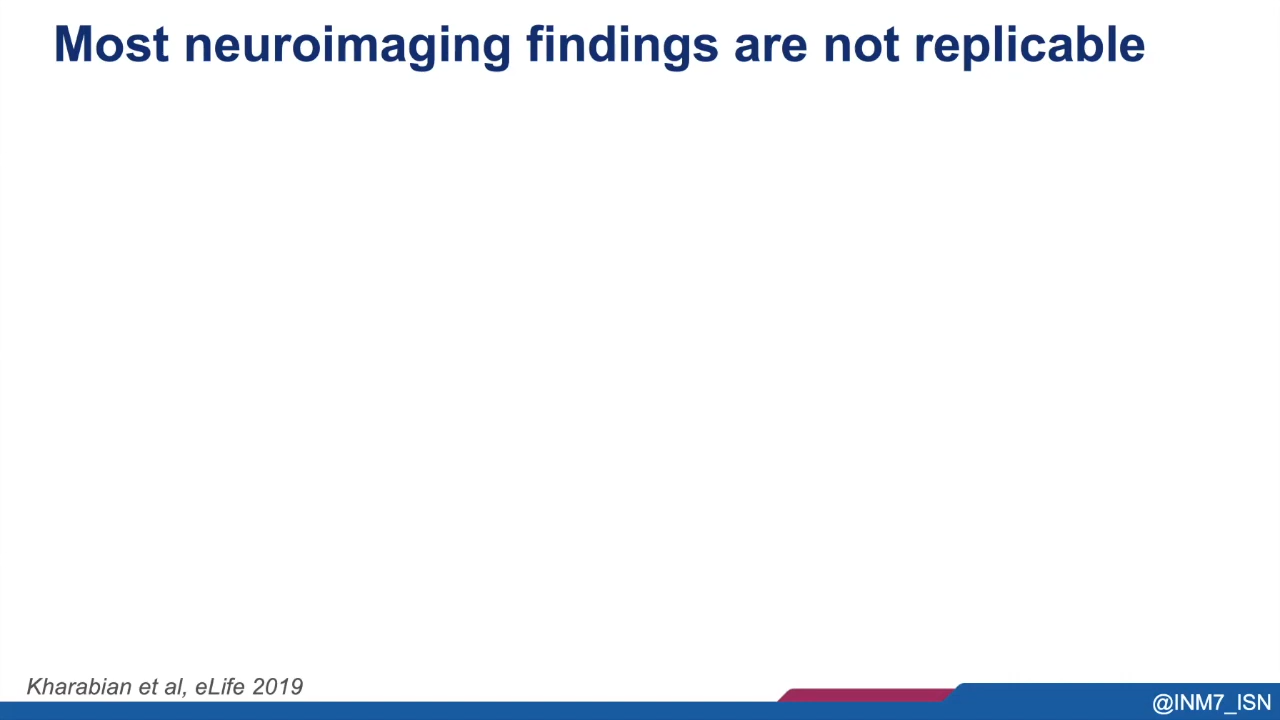 Most neuroimaging findings are not replicable
Kharabian et al, eLife 2019
@INM7_ISN